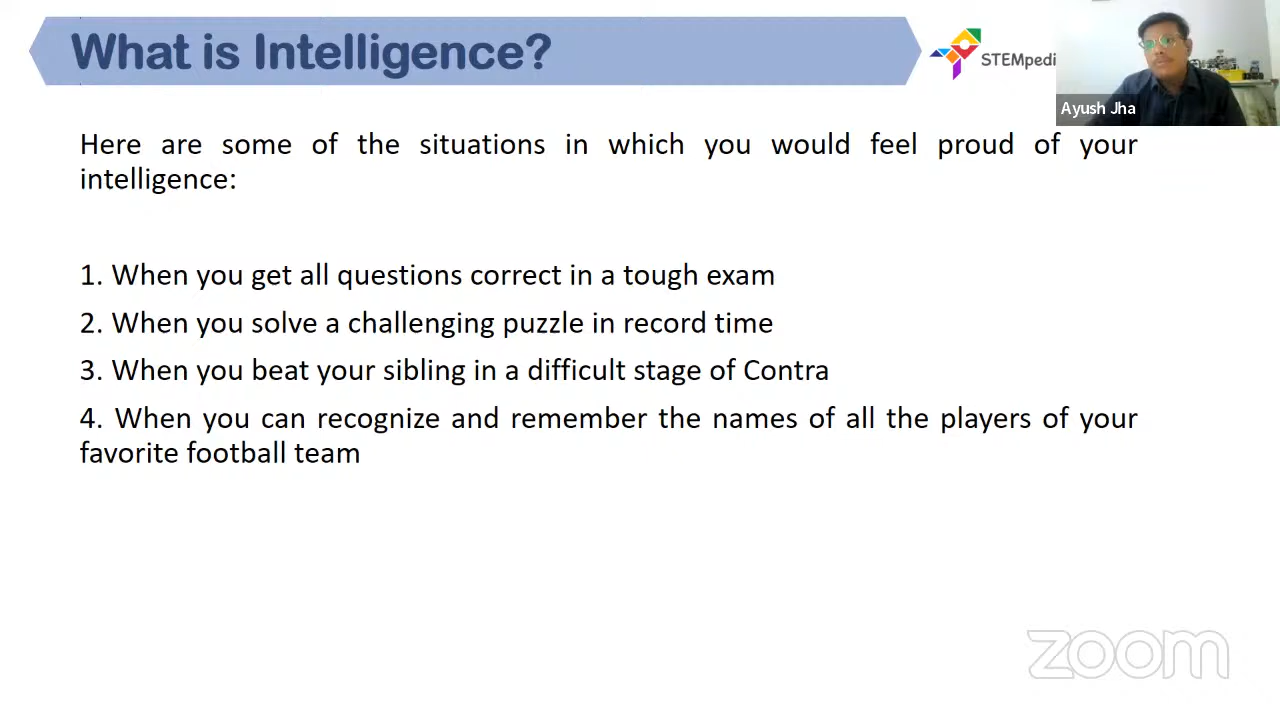 What is Intelligence?
STEMpedi
Ayush Jha
Here are some of the situations in which you would feel proud of your
intelligence:
1. When you get all questions correct in a tough exam
2. When you solve a challenging puzzle in record time
3. When you beat your sibling in a difficult stage of Contra
4. When you can recognize and remember the names of all the players of your
favorite football team
zoom